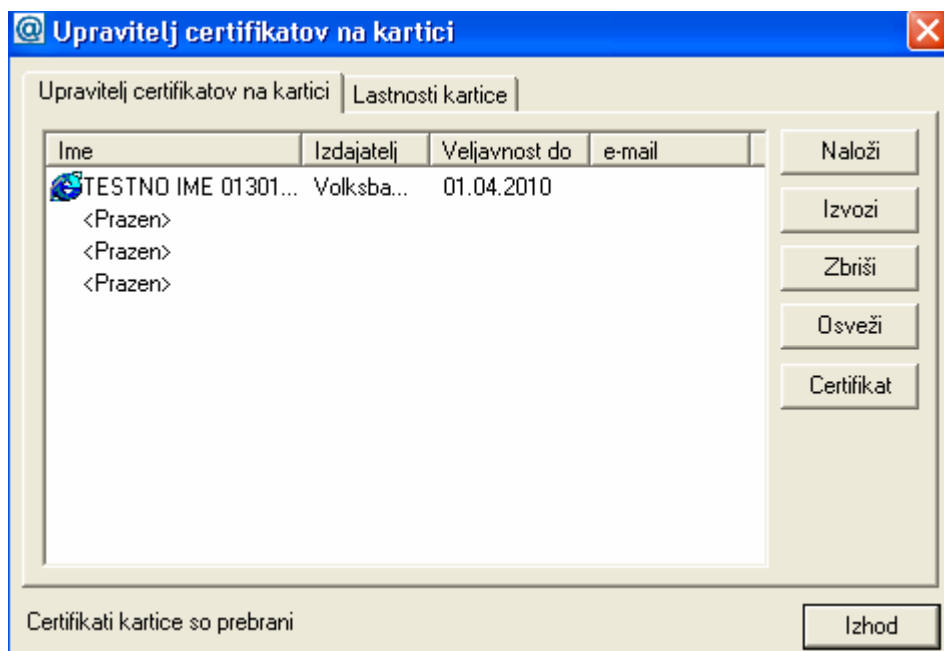 Upravitelj certifikatov na kartici
Upravitelj certifikatov na kartici Lastnosti kartice
Ime Izdajatelj Veljavnost do e-mail
TESTNO IME 01301... Volksba... 01.04.2010
<Prazen>
<Prazen>
<Prazen>
Naloži
Izvozi
Zbriši
Osveži
Certifikat
Certifikati kartice so prebrani
Izhod